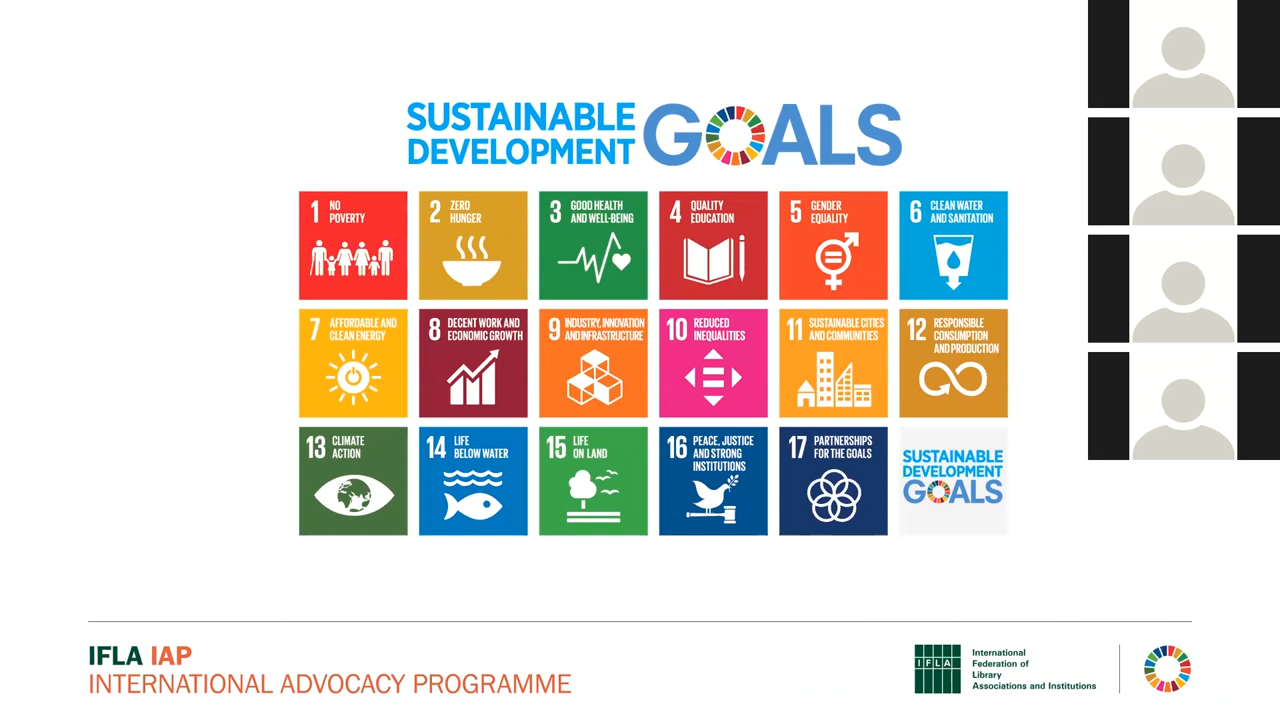 SUSTAINABLE
DEVELOPMENT
GOALS
1 NO
POVERTY
2 ZERO
HUNGER
3 GOOD HEALTH
AND WELL-BEING
4 QUALITY
EDUCATION
5 GENDER
EQUALITY
6 CLEAN WATER
AND SANITATION
7 AFFORDABLE AND
CLEAN ENERGY
8 DECENT WORK AND
ECONOMIC GROWTH
9 INDUSTRY, INNOVATION
AND INFRASTRUCTURE
10 REDUCED
INEQUALITIES
11 SUSTAINABLE CITIES
AND COMMUNITIES
12 RESPONSIBLE
CONSUMPTION
AND PRODUCTION
13 CLIMATE
ACTION
14 LIFE
BELOW WATER
15 LIFE
ON LAND
16 PEACE, JUSTICE
AND STRONG
INSTITUTIONS
17 PARTNERSHIPS
FOR THE GOALS
SUSTAINABLE
DEVELOPMENT
GOALS
IFLA IAP
INTERNATIONAL ADVOCACY PROGRAMME
IFLA
International
Federation of
Library
Associations and Institutions